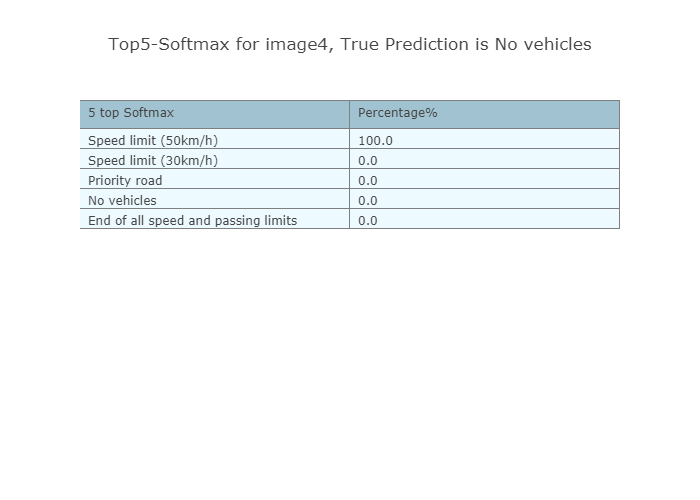 Top5-Softmax for image4, True Prediction is No vehicles
5 top Softmax Percentage%
Speed limit (50km/h) 100.0
Speed limit (30km/h) 0.0
Priority road 0.0
No vehicles 0.0
End of all speed and passing limits 0.0